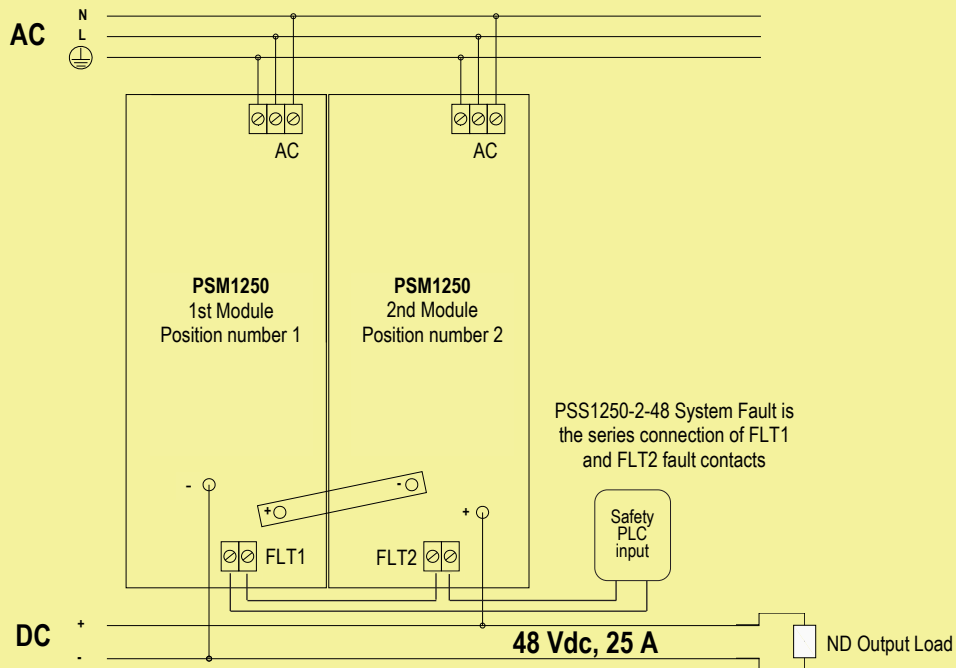 AC
N
L
AC
AC
PSM1250
1st Module
Position number 1
PSM1250
2nd Module
Position number 2
PSS1250-2-48 System Fault is
the series connection of FLT1
and FLT2 fault contacts
-
+
-
+
Safety
PLC
input
FLT1
FLT2
DC
+
-
48 Vdc, 25 A
ND Output Load